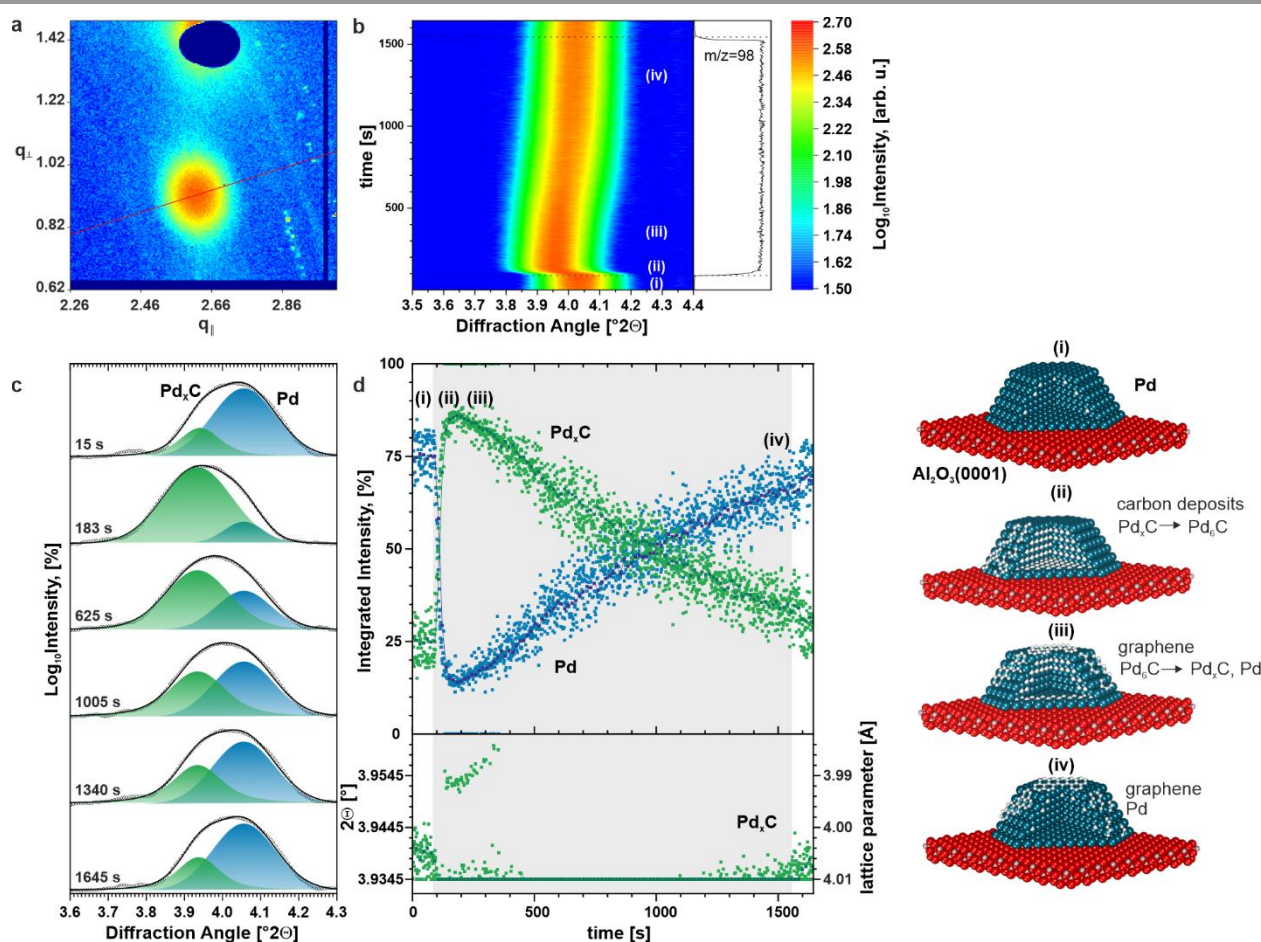 a
1.42
1.22
1.02
0.82
0.62
q⊥
2.26 2.46 2.66 2.86
q∥
b
1500
1000
500
time [s]
m/z=98
(iv)
(iii)
(ii)
(i)
3.5 3.6 3.7 3.8 3.9 4.0 4.1 4.2 4.3 4.4
Diffraction Angle [°2Θ]
2.70
2.58
2.46
2.34
2.22
2.10
1.98
1.86
1.74
1.62
1.50
Log₁₀Intensity, [arb. u.]
c
PdₓC Pd
15 s
183 s
625 s
1005 s
1340 s
1645 s
Log₁₀Intensity, [%]
3.6 3.7 3.8 3.9 4.0 4.1 4.2 4.3
Diffraction Angle [°2Θ]
d
100
75
50
25
0
Integrated Intensity, [%]
(i) (ii) (iii)
PdₓC
(iv)
Pd
3.9545
3.9445
3.9345
2Θ [°]
PdₓC
3.99
4.00
4.01
lattice parameter [Å]
0 500 1000 1500
time [s]
(i)
Pd
Al₂O₃(0001)
(ii)
carbon deposits
PdₓC → Pd₆C
(iii)
graphene
Pd₆C → PdₓC, Pd
(iv)
graphene
Pd